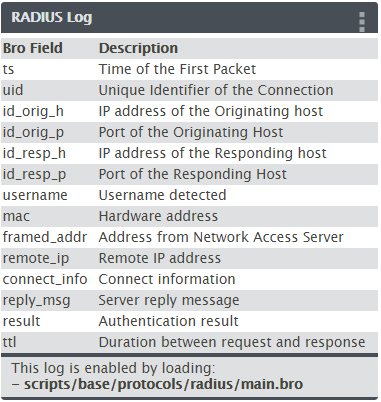 RADIUS Log
Bro Field Description
ts Time of the First Packet
uid Unique Identifier of the Connection
id_orig_h IP address of the Originating host
id_orig_p Port of the Originating Host
id_resp_h IP address of the Responding host
id_resp_p Port of the Responding Host
username Username detected
mac Hardware address
framed_addr Address from Network Access Server
remote_ip Remote IP address
connect_info Connect information
reply_msg Server reply message
result Authentication result
ttl Duration between request and response
This log is enabled by loading:
– scripts/base/protocols/radius/main.bro